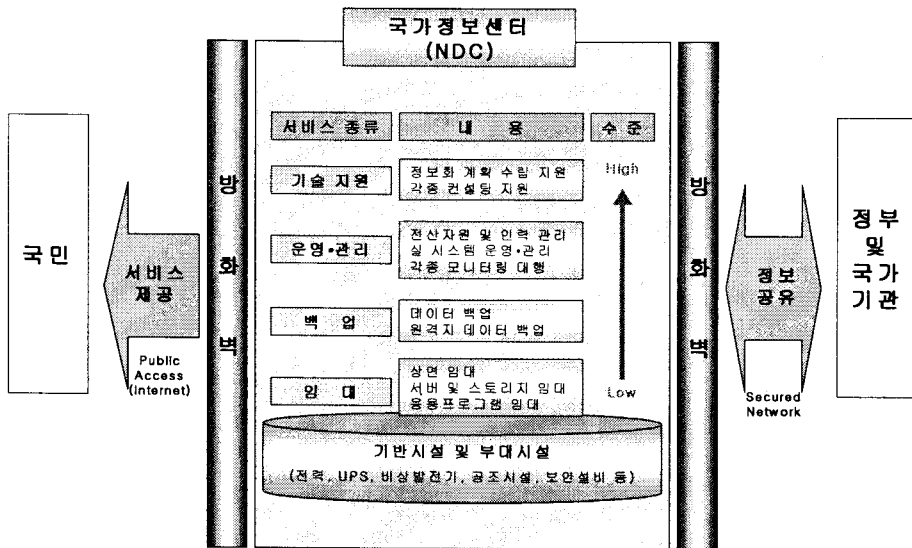 국가정보센터
(NDC)
서비스 종류
내 용
수 준
기술 지원
정보화 계획 수립 지원
각종 컨설팅 지원
High
운영•관리
전산자원 및 인력 관리
실 시스템 운영•관리
각종 모니터링 대행
백 업
데이터 백업
원격지 데이터 백업
임 대
상면 임대
서버 및 스토리지 임대
응용프로그램 임대
Low
기반시설 및 부대시설
(전력, UPS, 비상발전기, 공조시설, 보안설비 등)
국민
서비스
제공
Public
Access
(Internet)
방
화
벽
방
화
벽
정보
공유
Secured
Network
정부
및
국가
기관